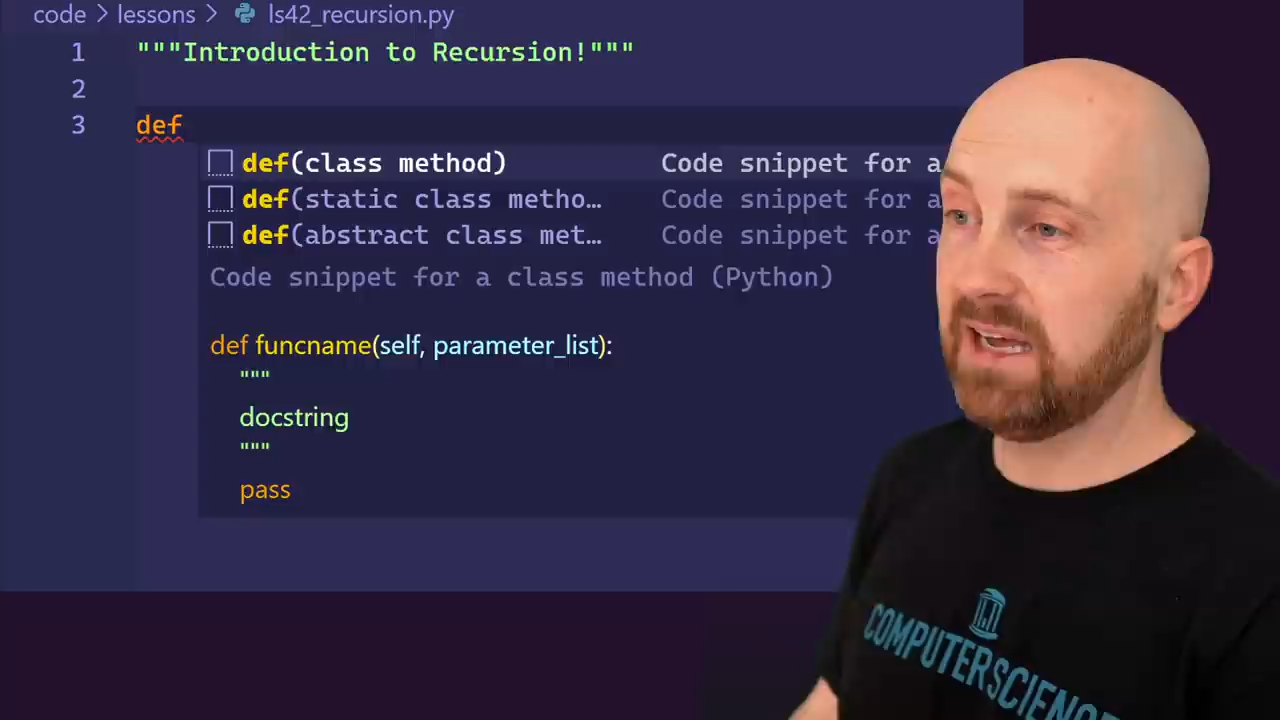 code > lessons > ls42_recursion.py
1 """Introduction to Recursion!"""
2
3 def
def(class method) Code snippet for a
def(static class metho… Code snippet for a
def(abstract class met… Code snippet for a
Code snippet for a class method (Python)
def funcname(self, parameter_list):
"""
docstring
"""
pass
COMPUTERSCIENC